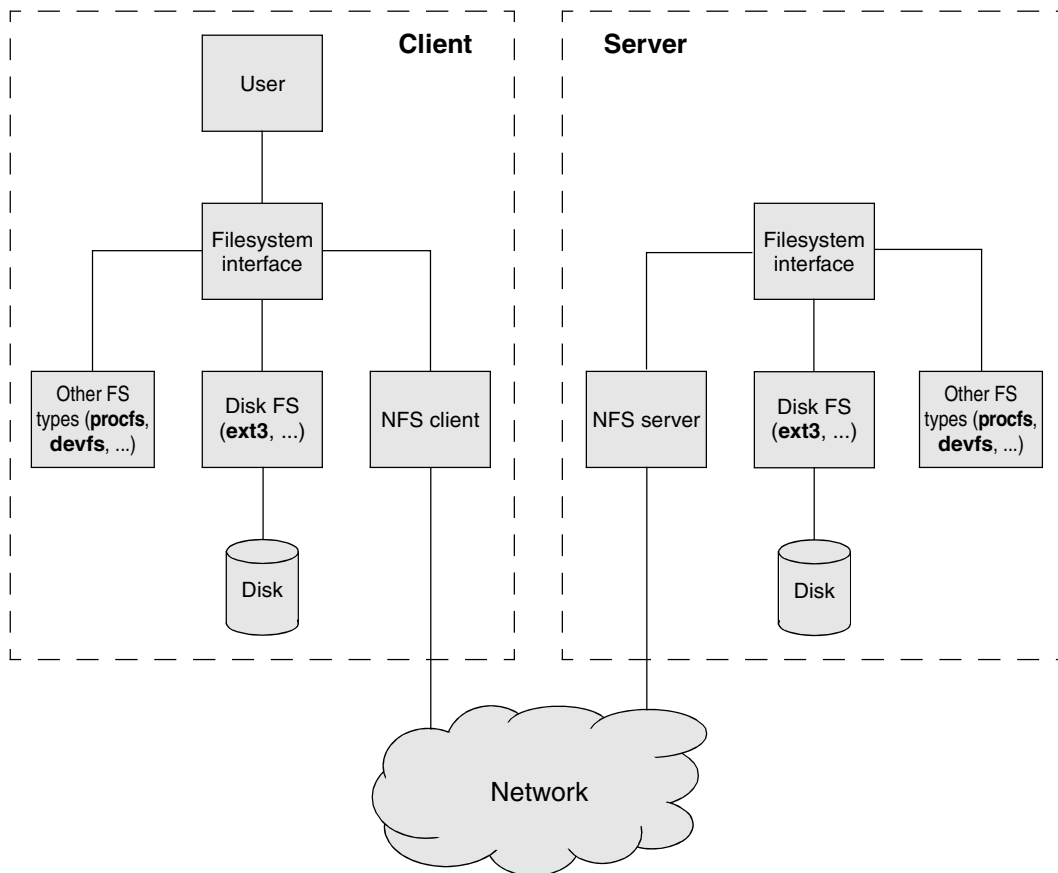 Client
Server
User
Filesystem
interface
Filesystem
interface
Other FS
types (procfs,
devfs, ...)
Disk FS
(ext3, ...)
NFS client
NFS server
Disk FS
(ext3, ...)
Other FS
types (procfs,
devfs, ...)
Disk
Disk
Network